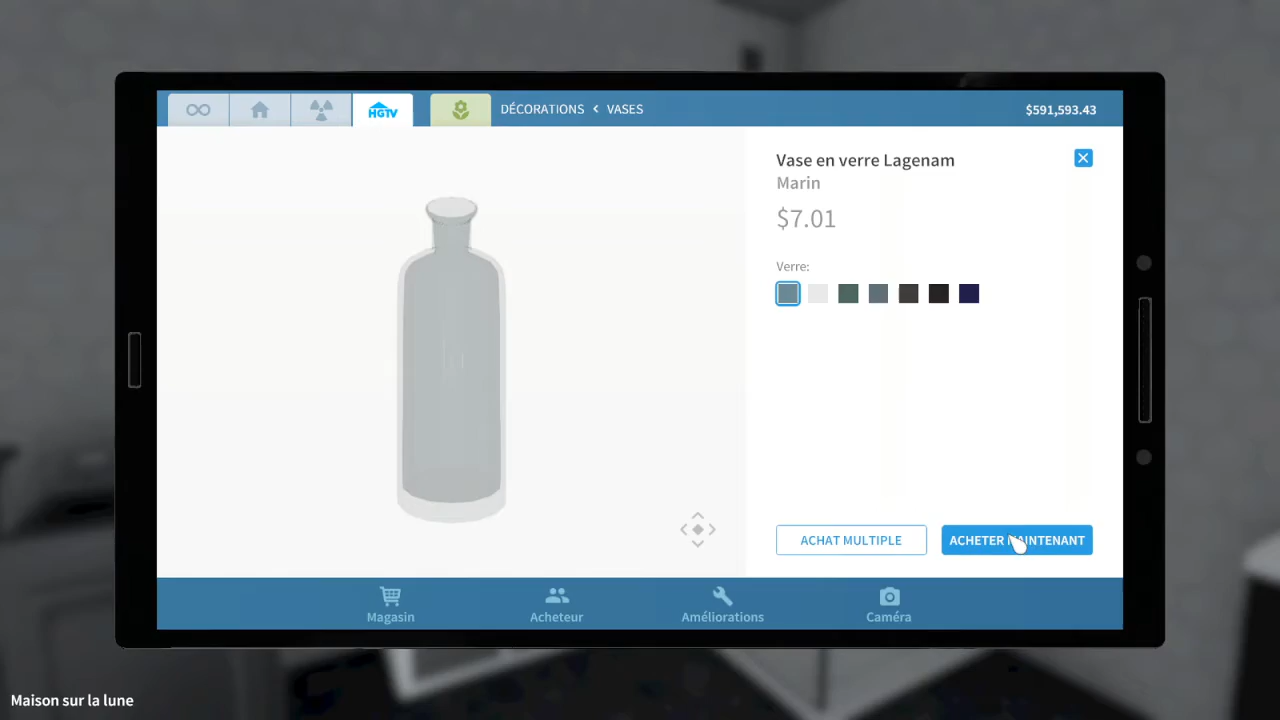 HGTV
DÉCORATIONS < VASES
$591,593.43
Vase en verre Lagenam
Marin
$7.01
Verre:
ACHAT MULTIPLE
ACHETER MAINTENANT
Magasin
Acheteur
Améliorations
Caméra
Maison sur la lune